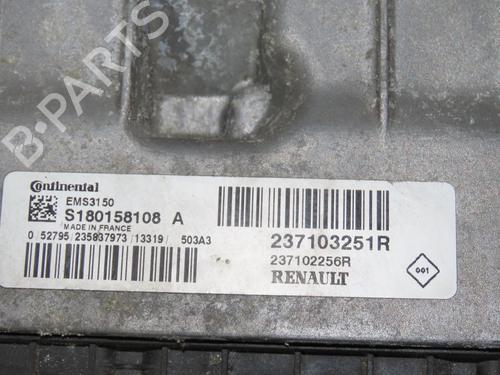 B-PARTS
Continental
EMS3150
S180158108 A
MADE IN FRANCE
0 52795 235837973 13319 503A3
237103251R
237102256R
RENAULT
001